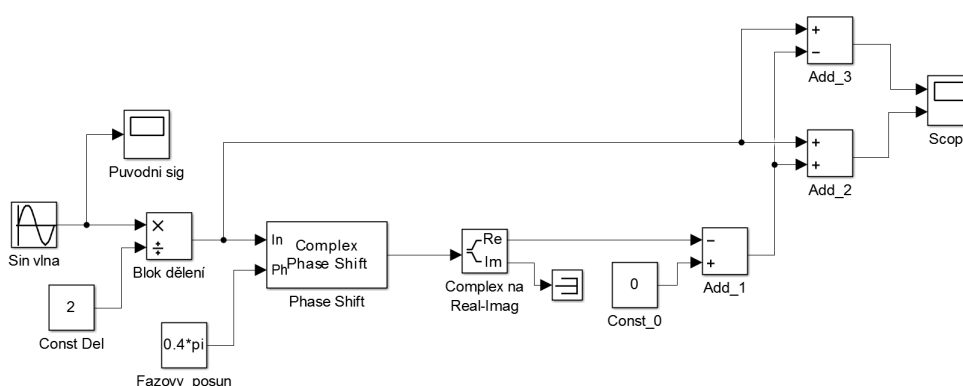 +
−
Add_3
Scop
Puvodni sig
+
+
Add_2
Sin vlna
×
÷
Blok dělení
In
Ph
Complex
Phase Shift
Phase Shift
Re
Im
Complex na
Real-Imag
−
+
Add_1
0
Const_0
2
Const Del
0.4*pi
Fazovy_posun